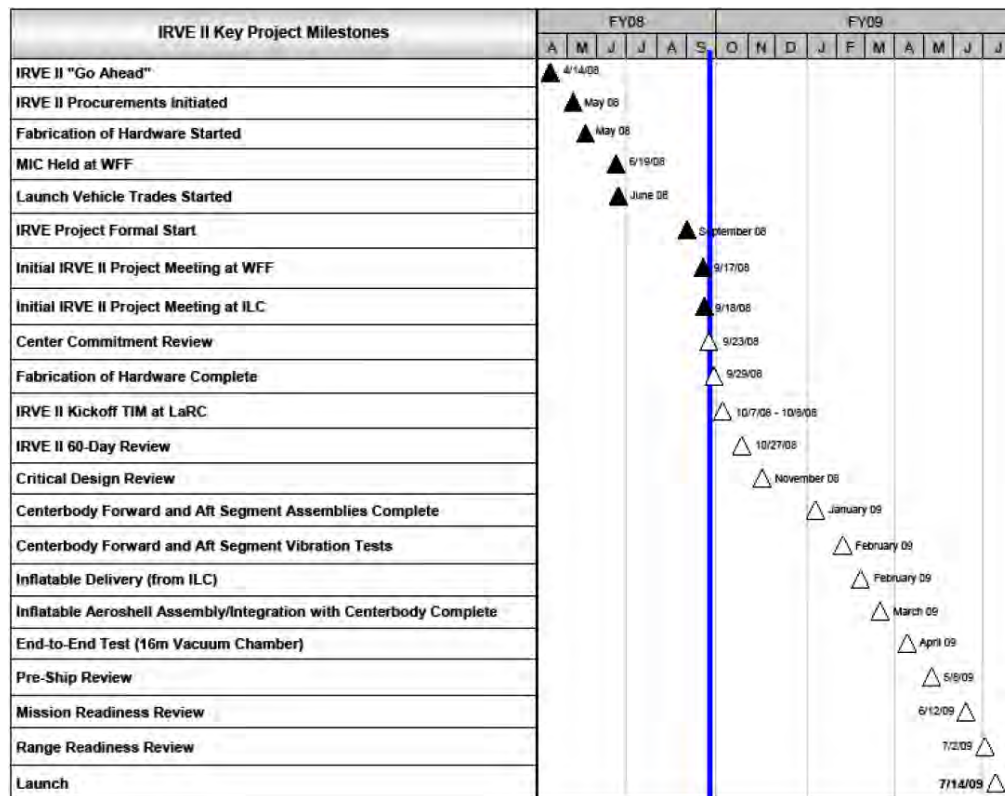 IRVE II Key Project Milestones FY08 FY09
A M J J A S O N D J F M A M J J
IRVE II "Go Ahead" 4/14/08
IRVE II Procurements Initiated May 08
Fabrication of Hardware Started May 08
MIC Held at WFF 6/19/08
Launch Vehicle Trades Started June 08
IRVE Project Formal Start September 08
Initial IRVE II Project Meeting at WFF 9/17/08
Initial IRVE II Project Meeting at ILC 9/18/08
Center Commitment Review 9/23/08
Fabrication of Hardware Complete 9/29/08
IRVE II Kickoff TIM at LaRC 10/7/08 - 10/8/08
IRVE II 60-Day Review 10/27/08
Critical Design Review November 08
Centerbody Forward and Aft Segment Assemblies Complete January 09
Centerbody Forward and Aft Segment Vibration Tests February 09
Inflatable Delivery (from ILC) February 09
Inflatable Aeroshell Assembly/Integration with Centerbody Complete March 09
End-to-End Test (16m Vacuum Chamber) April 09
Pre-Ship Review
Mission Readiness Review 6/12/09
Range Readiness Review 7/2/09
Launch 7/14/09